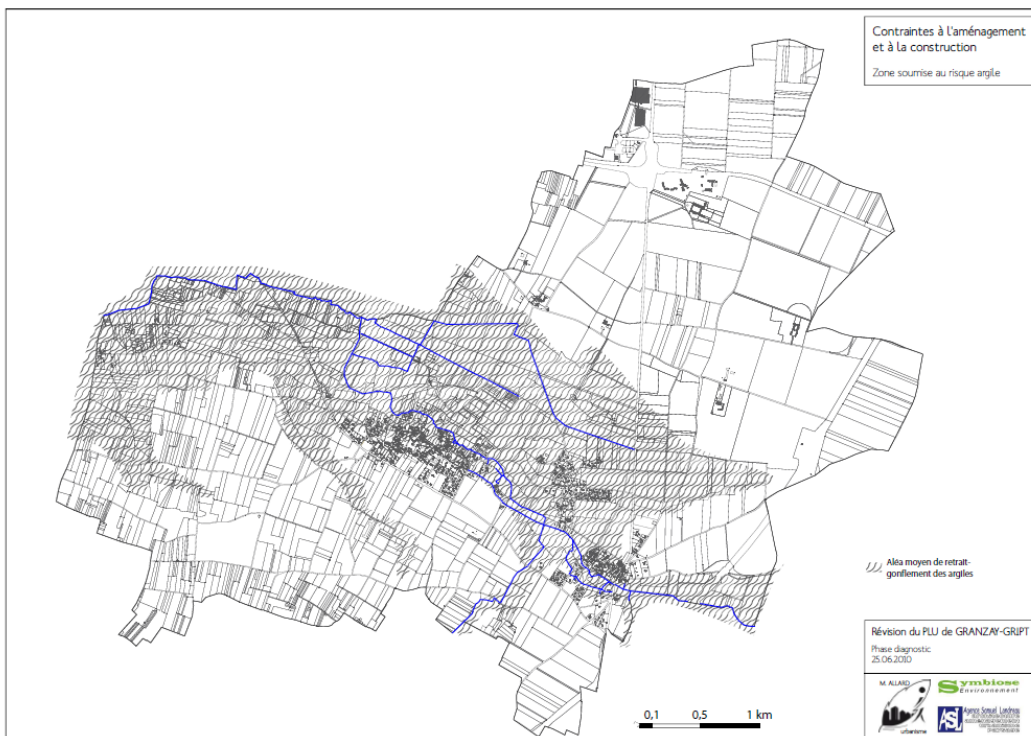 Contraintes à l'aménagement
et à la construction
Zone soumise au risque argile
Aléa moyen de retrait-
gonflement des argiles
Révision du PLU de GRANZAY-GRIPT
Phase diagnostic
25.06.2010
M. ALLARD
urbanisme
Symbiose
Environnement
ASL
Agence Samuel Landreau
0,1 0,5 1 km